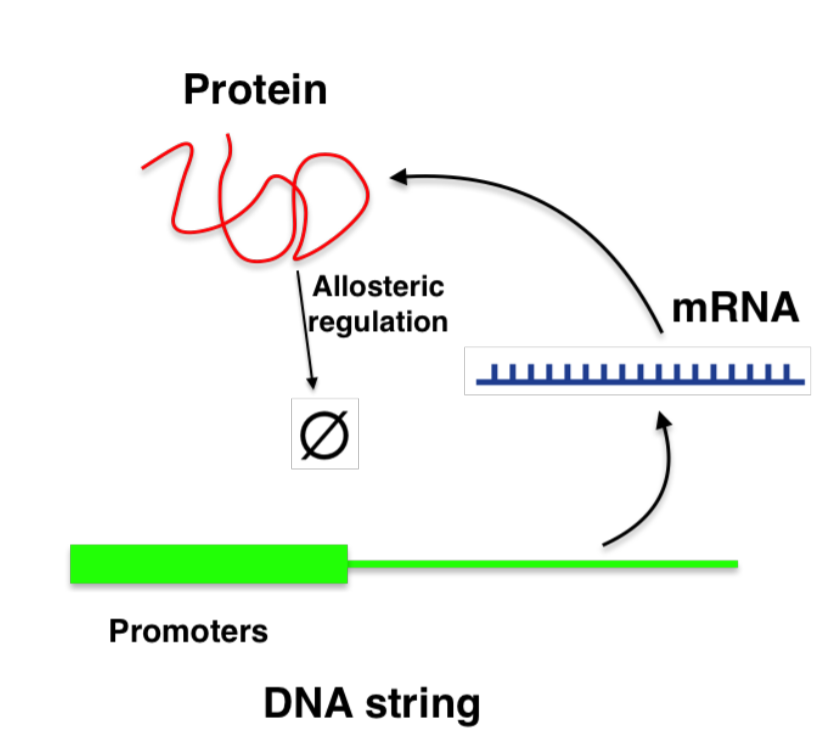 Protein
Allosteric
regulation
mRNA
Ø
Promoters
DNA string